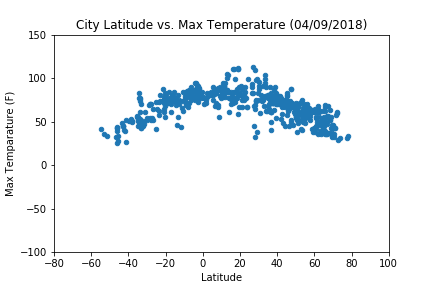 City Latitude vs. Max Temperature (04/09/2018)
150
100
50
0
−50
−100
Max Temparature (F)
−80 −60 −40 −20 0 20 40 60 80 100
Latitude